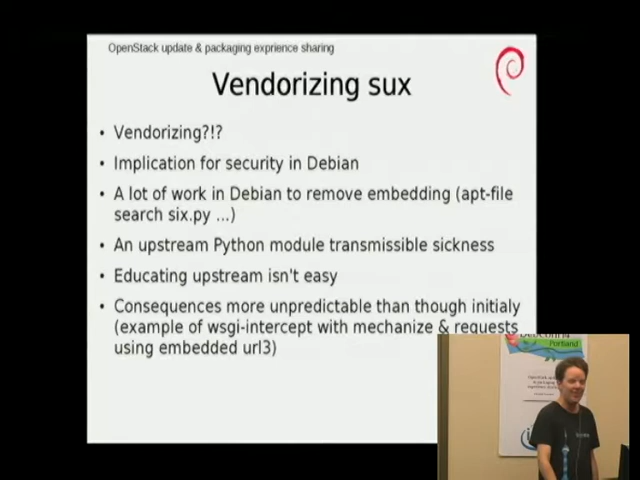 OpenStack update & packaging exprience sharing
Vendorizing sux
• Vendorizing?!?
• Implication for security in Debian
• A lot of work in Debian to remove embedding (apt-file
search six.py ...)
• An upstream Python module transmissible sickness
• Educating upstream isn't easy
• Consequences more unpredictable than though initialy
(example of wsgi-intercept with mechanize & requests
using embedded url3)
Portland